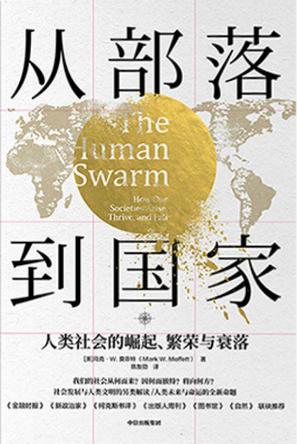 从部落
The
Human
Swarm
How Our
Societies Arise,
Thrive, and Fall
到国家
人类社会的崛起、繁荣与衰落
[美]马克·W. 莫菲特（Mark W. Moffett） 著
陈友勋 译
我们的社会从何而来？因何而独特？将向何方？
社会发展与人类文明的另类解读/人类未来与命运的全新命题
《金融时报》《新政治家》《柯克斯书评》《出版人周刊》《图书馆》《自然》 联袂推荐
中信出版集团